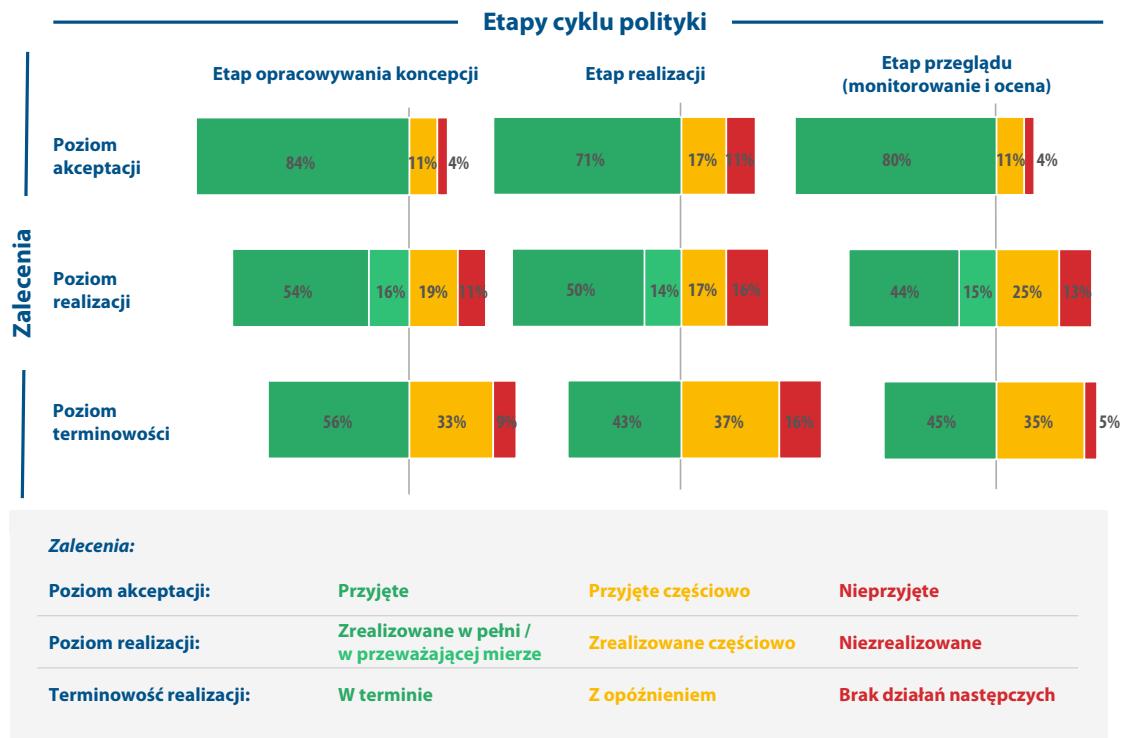 Etapy cyklu polityki
Etap opracowywania koncepcji
Etap realizacji
Etap przeglądu
(monitorowanie i ocena)
Zalecenia
Poziom
akceptacji
84% 11% 4%
71% 17% 11%
80% 11% 4%
Poziom
realizacji
54% 16% 19% 11%
50% 14% 17% 16%
44% 15% 25% 13%
Poziom
terminowości
56% 33% 9%
43% 37% 16%
45% 35% 5%
Zalecenia:
Poziom akceptacji: Przyjęte Przyjęte częściowo Nieprzyjęte
Poziom realizacji: Zrealizowane w pełni /
w przeważającej mierze Zrealizowane częściowo Niezrealizowane
Terminowość realizacji: W terminie Z opóźnieniem Brak działań następczych